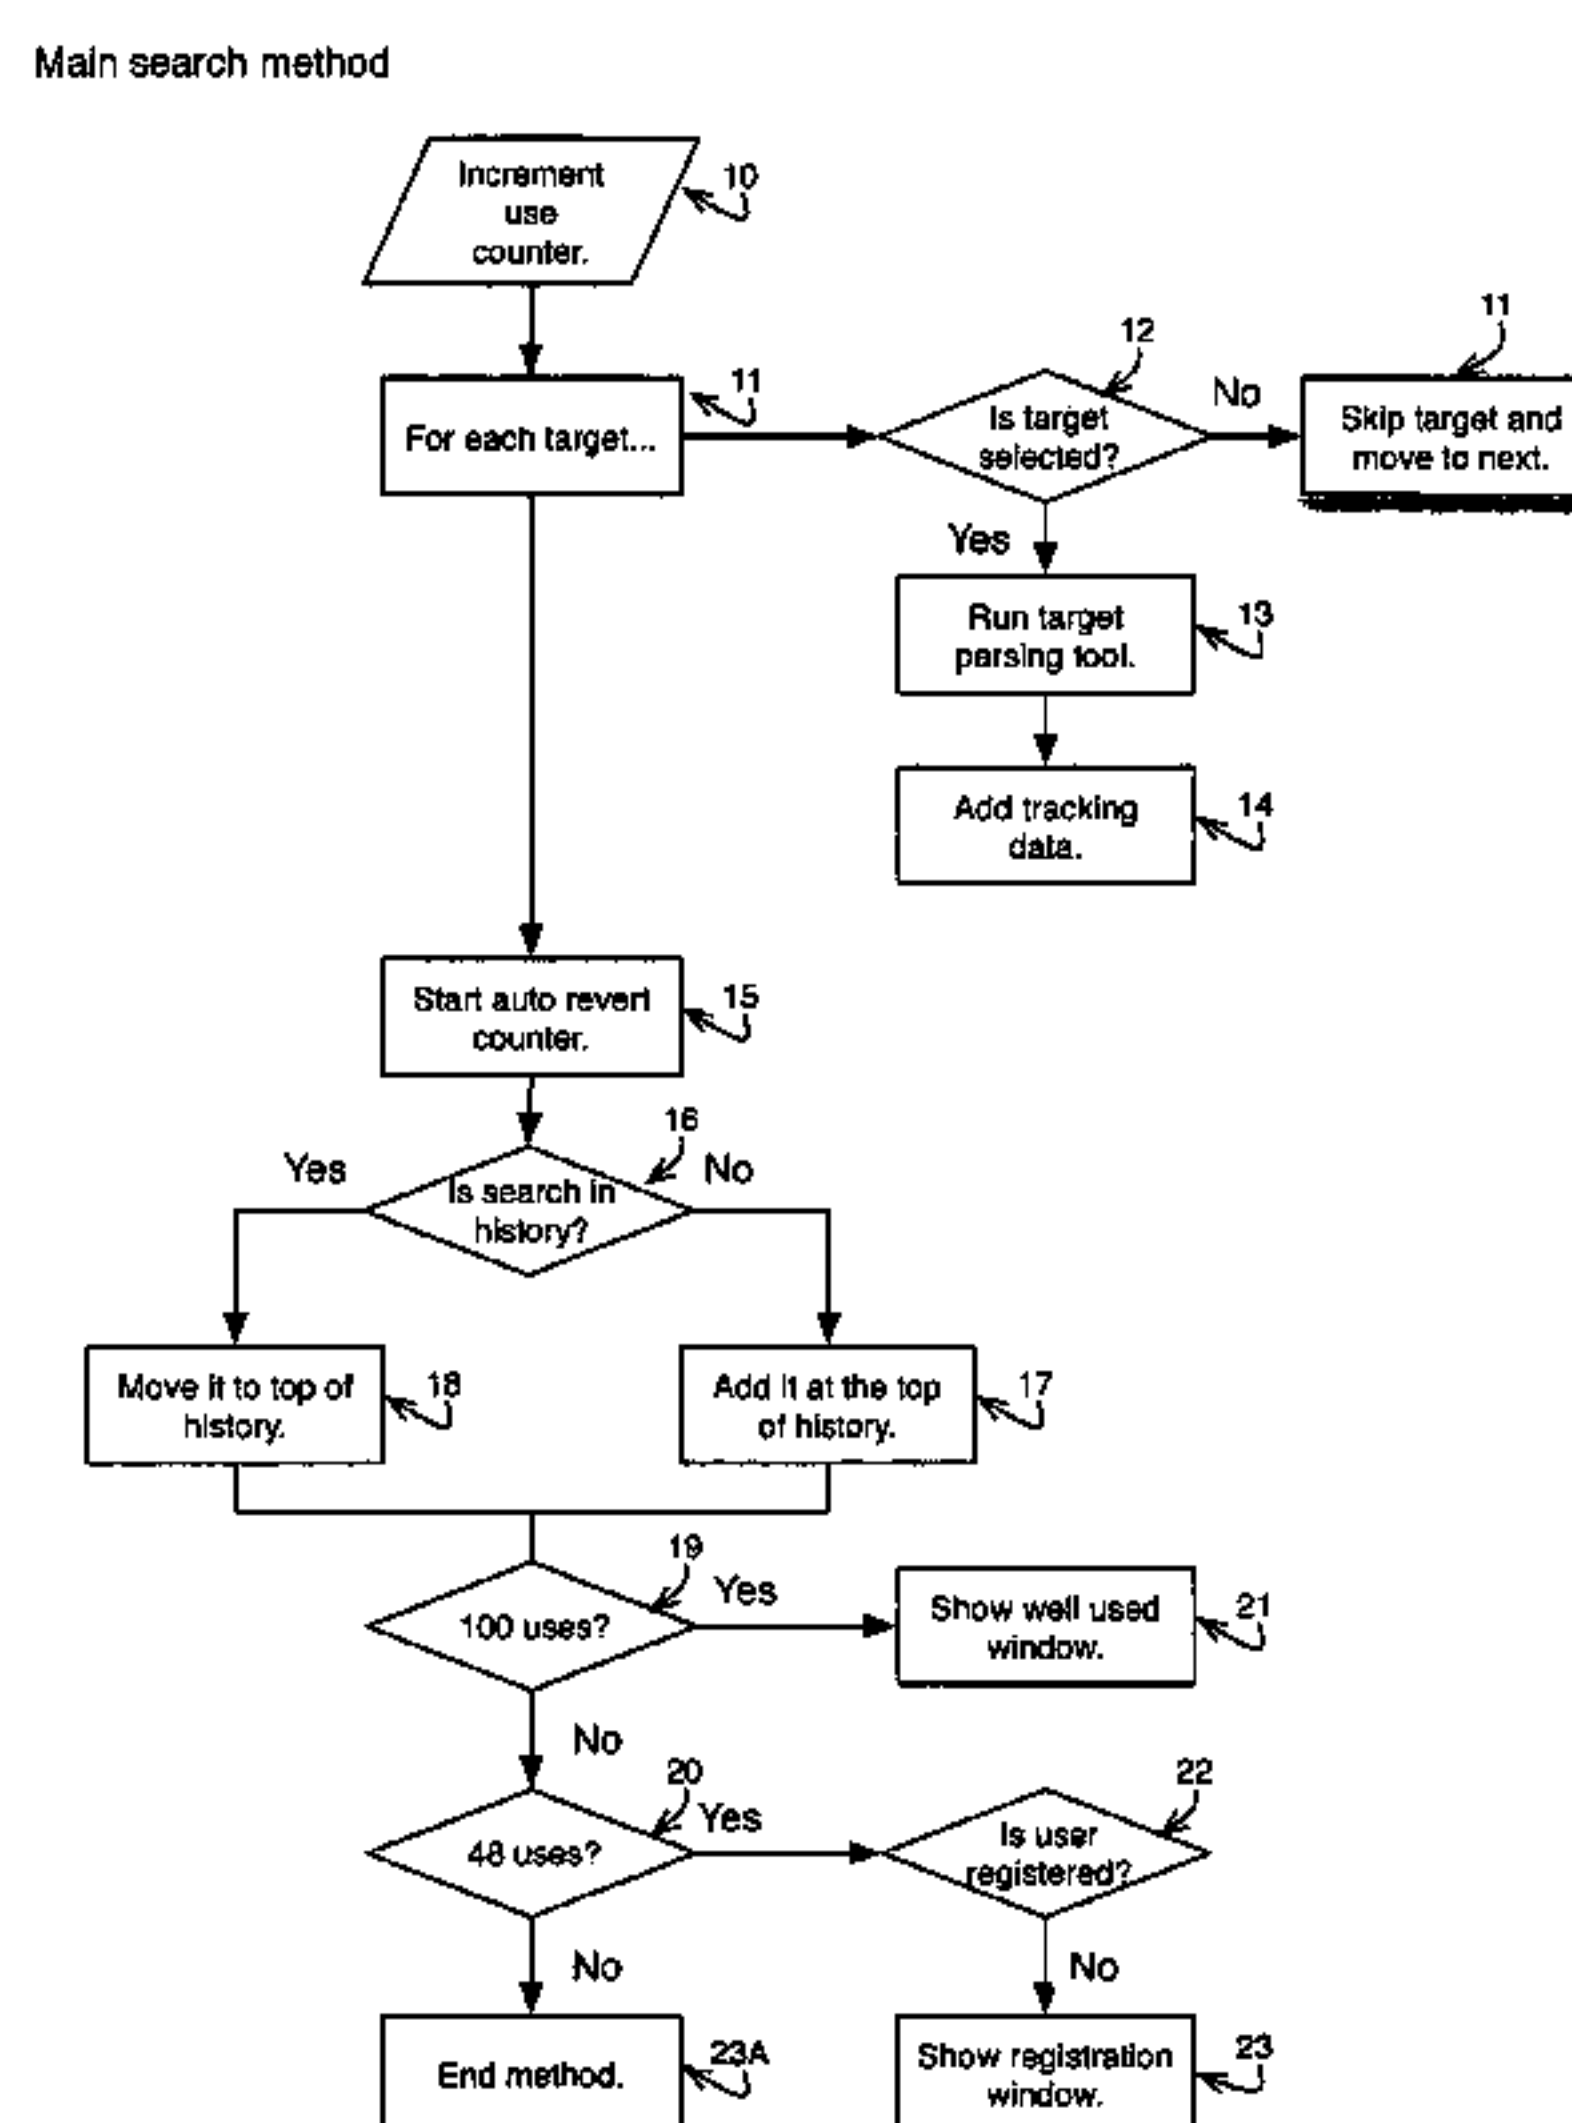 Main search method
Increment
use
counter.
10
For each target...
11
12
Is target
selected?
No
11
Skip target and
move to next.
Yes
Run target
parsing tool.
13
Add tracking
data.
14
Start auto revert
counter.
15
16
Yes
Is search in
history?
No
Move it to top of
history.
18
Add it at the top
of history.
17
19
100 uses?
Yes
Show well used
window.
21
No
20
48 uses?
Yes
22
Is user
registered?
No
No
End method.
23A
Show registration
window.
23